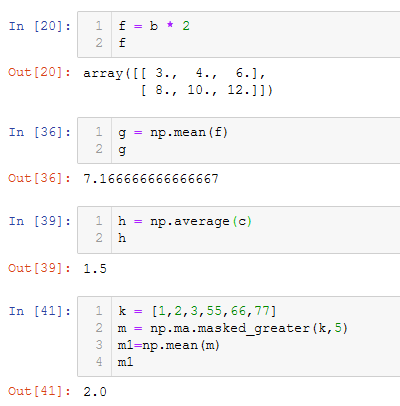 In [20]: 1 f = b * 2
2 f
Out[20]: array([[ 3.,  4.,  6.],
       [ 8., 10., 12.]])
In [36]: 1 g = np.mean(f)
2 g
Out[36]: 7.166666666666667
In [39]: 1 h = np.average(c)
2 h
Out[39]: 1.5
In [41]: 1 k = [1,2,3,55,66,77]
2 m = np.ma.masked_greater(k,5)
3 m1=np.mean(m)
4 m1
Out[41]: 2.0